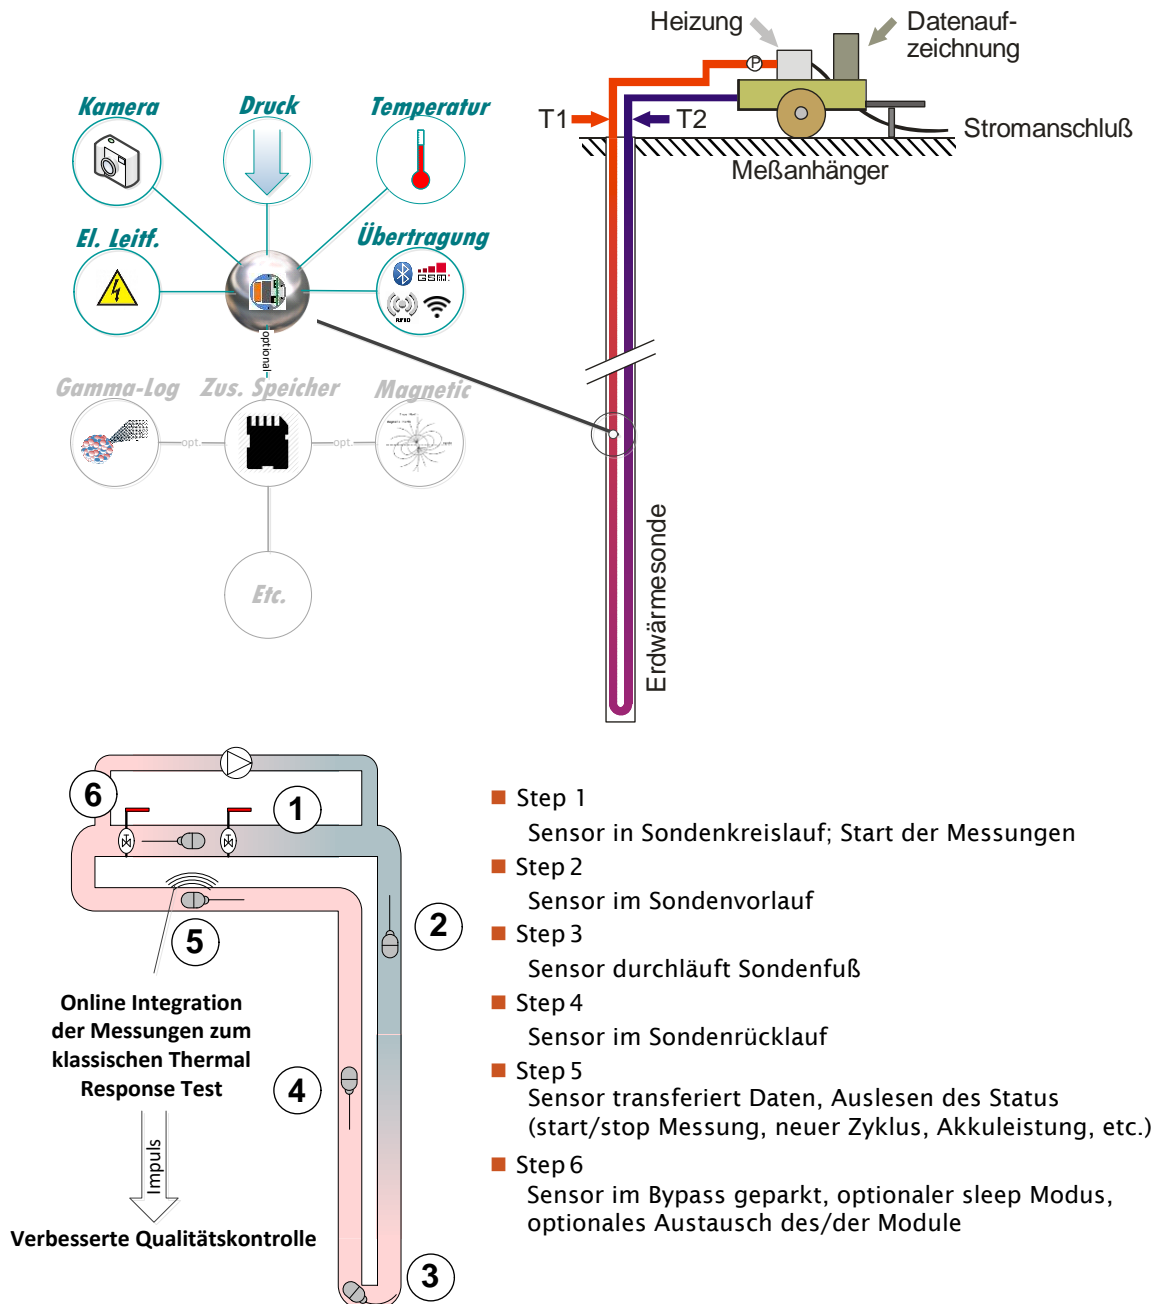 Heizung
Datenauf-
zeichnung
P
T1
T2
Stromanschluß
Meßanhänger
Erdwärmesonde
Kamera
Druck
Temperatur
El. Leitf.
Übertragung
GSM
RFID
optional
Gamma-Log
Zus. Speicher
Magnetic
opt.
opt.
Etc.
6
1
2
5
4
3
Online Integration
der Messungen zum
klassischen Thermal
Response Test
Impuls
Verbesserte Qualitätskontrolle
Step 1
Sensor in Sondenkreislauf; Start der Messungen
Step 2
Sensor im Sondenvorlauf
Step 3
Sensor durchläuft Sondenfuß
Step 4
Sensor im Sondenrücklauf
Step 5
Sensor transferiert Daten, Auslesen des Status
(start/stop Messung, neuer Zyklus, Akkuleistung, etc.)
Step 6
Sensor im Bypass geparkt, optionaler sleep Modus,
optionales Austausch des/der Module